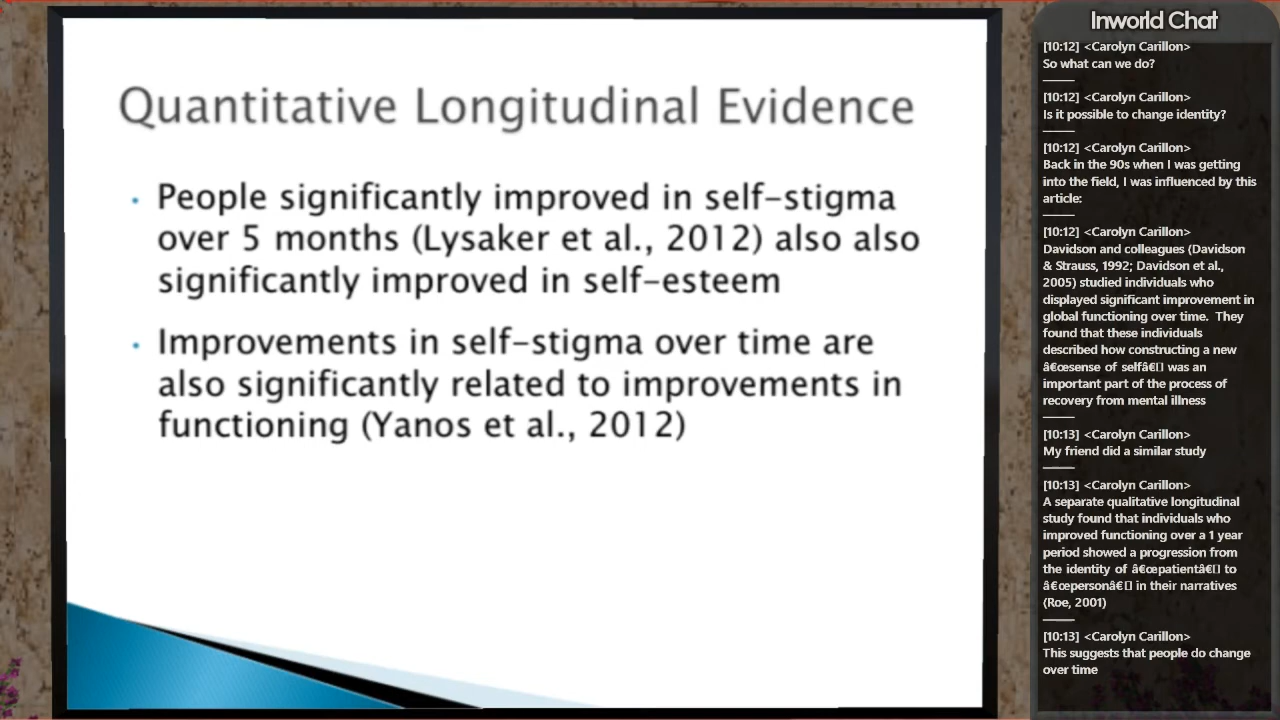 Quantitative Longitudinal Evidence
• People significantly improved in self-stigma
over 5 months (Lysaker et al., 2012) also also
significantly improved in self-esteem
• Improvements in self-stigma over time are
also significantly related to improvements in
functioning (Yanos et al., 2012)
Inworld Chat
[10:12] <Carolyn Carillon>
So what can we do?
[10:12] <Carolyn Carillon>
Is it possible to change identity?
[10:12] <Carolyn Carillon>
Back in the 90s when I was getting
into the field, I was influenced by this
article:
[10:12] <Carolyn Carillon>
Davidson and colleagues (Davidson
& Strauss, 1992; Davidson et al.,
2005) studied individuals who
displayed significant improvement in
global functioning over time.  They
found that these individuals
described how constructing a new
“sense of self†was an
important part of the process of
recovery from mental illness
[10:13] <Carolyn Carillon>
My friend did a similar study
[10:13] <Carolyn Carillon>
A separate qualitative longitudinal
study found that individuals who
improved functioning over a 1 year
period showed a progression from
the identity of “patient†to
“person†in their narratives
(Roe, 2001)
[10:13] <Carolyn Carillon>
This suggests that people do change
over time